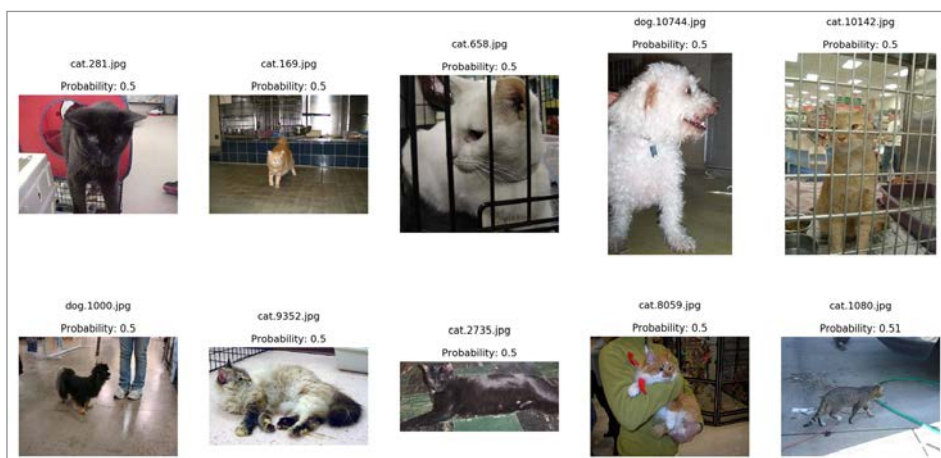 dog.10744.jpg
cat.10142.jpg
Probability: 0.5
Probability: 0.5
cat.658.jpg
cat.281.jpg
cat.169.jpg
Probability: 0.5
Probability: 0.5
Probability: 0.5
dog.1000.jpg
cat.8059.jpg
cat.1080.jpg
cat.9352.jpg
Probability: 0.5
cat.2735.jpg
Probability: 0.5
Probability: 0.51
Probability: 0.5
Probability: 0.5